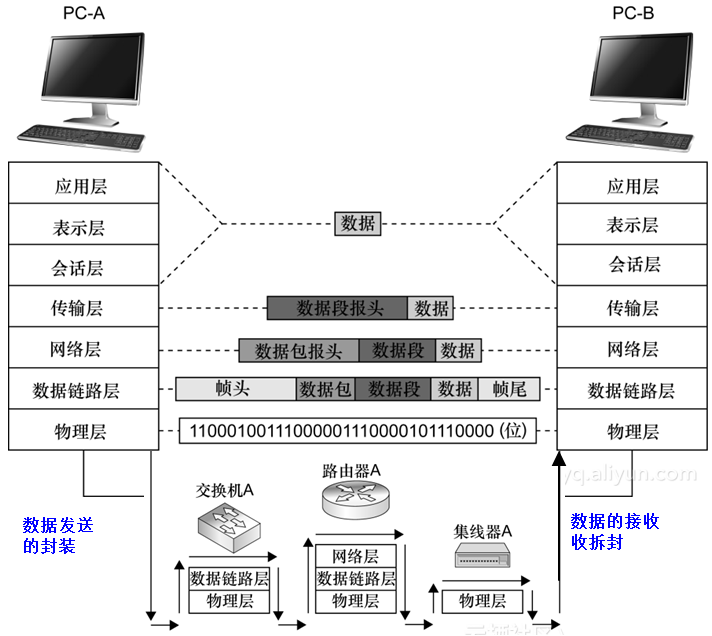 PC-A
PC-B
应用层
表示层
会话层
传输层
网络层
数据链路层
物理层
数据
数据段报头 数据
数据包报头 数据段 数据
帧头 数据包 数据段 数据 帧尾
1100010011100000111000010111​0000 (位)
应用层
表示层
会话层
传输层
网络层
数据链路层
物理层
yq.aliyun.com
数据发送
的封装
交换机A
数据链路层
物理层
路由器A
网络层
数据链路层
物理层
集线器A
物理层
数据的接收
收拆封